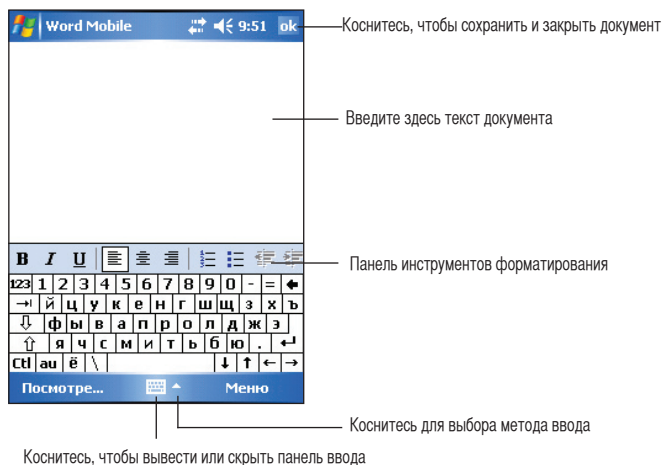 Word Mobile 9:51 ok
Коснитесь, чтобы сохранить и закрыть документ
Введите здесь текст документа
B I U
Панель инструментов форматирования
123 1 2 3 4 5 6 7 8 9 0 - =
й ц у к е н г ш щ з х ъ
ф ы в а п р о л д ж э
я ч с м и т ь б ю .
Ctl au ё \
Посмотре... Меню
Коснитесь для выбора метода ввода
Коснитесь, чтобы вывести или скрыть панель ввода